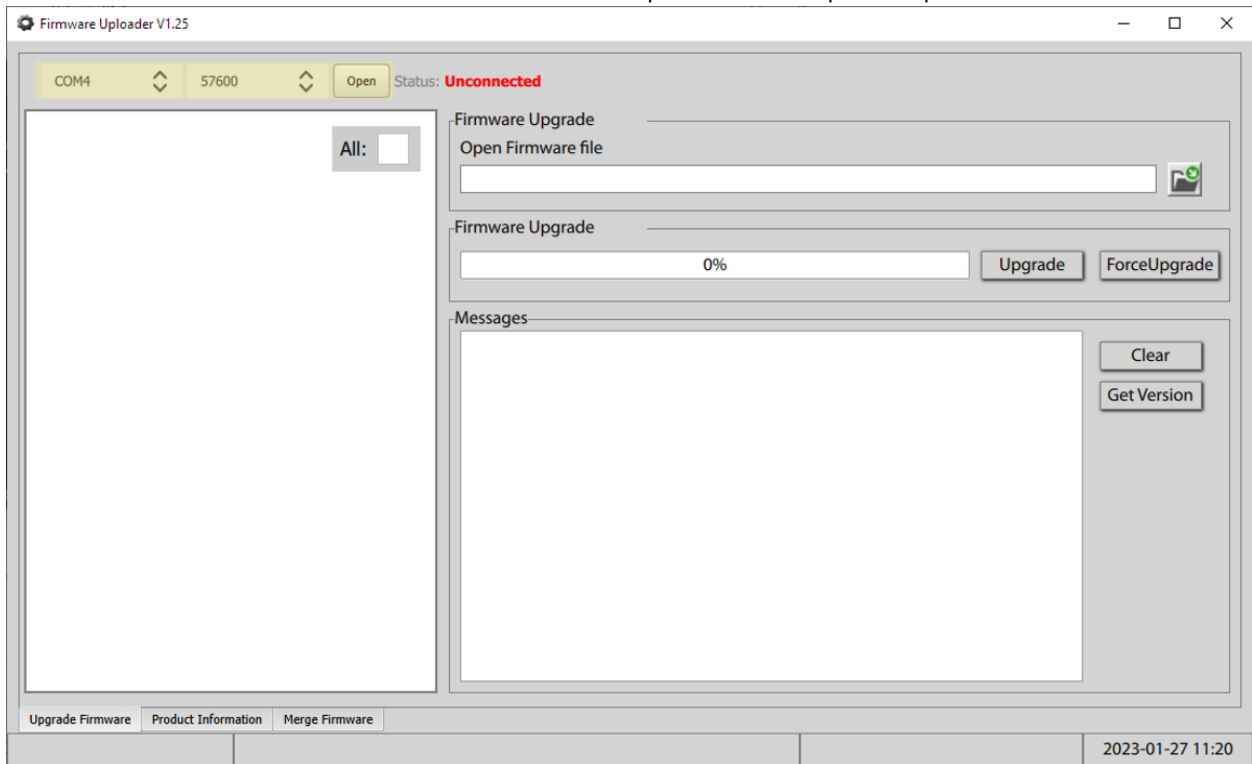 Firmware Uploader V1.25
COM4 57600 Open Status: Unconnected
All:
Firmware Upgrade
Open Firmware file
Firmware Upgrade
0% Upgrade ForceUpgrade
Messages
Clear
Get Version
Upgrade Firmware Product Information Merge Firmware
2023-01-27 11:20